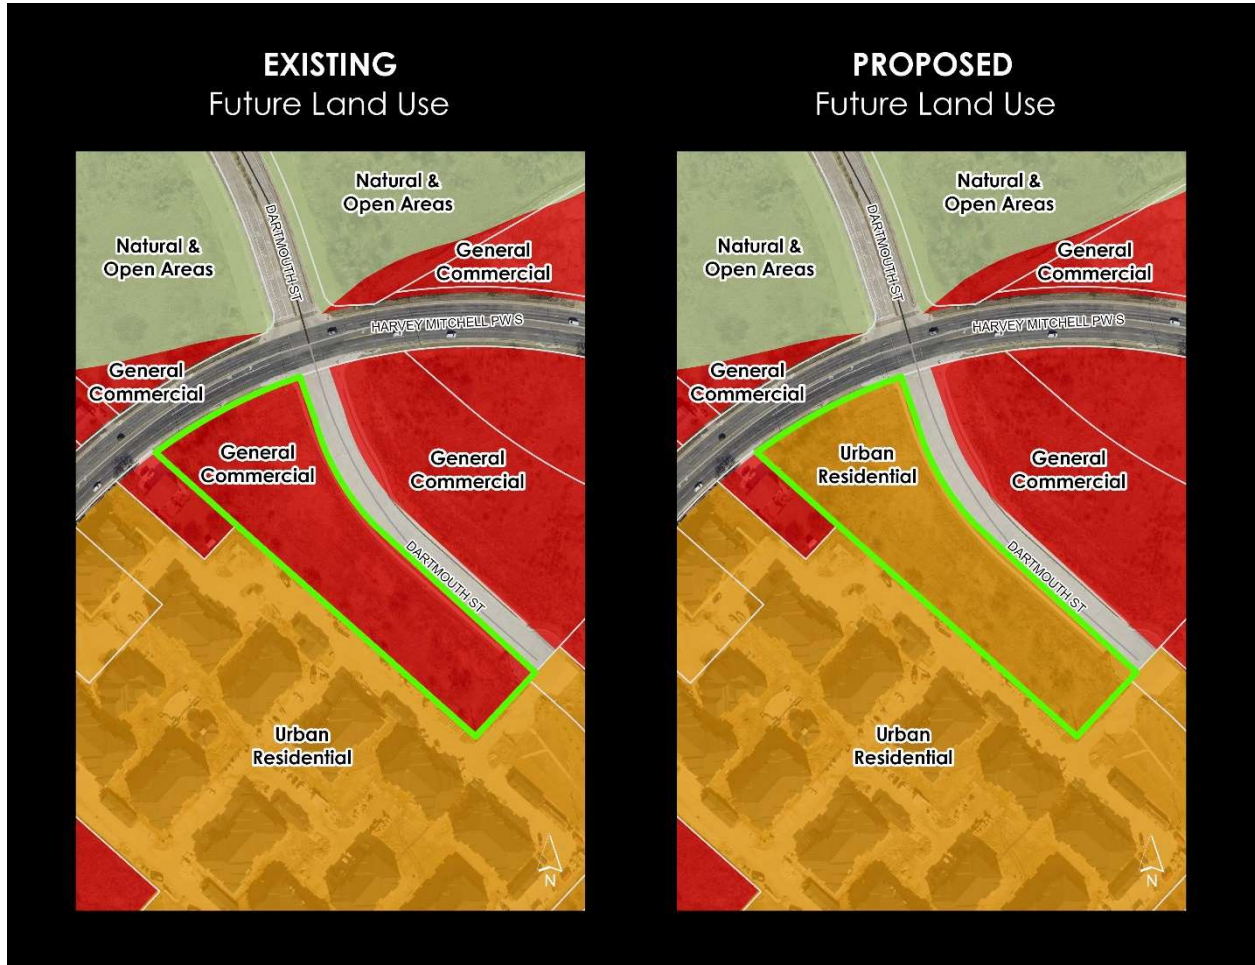 EXISTING
Future Land Use
Natural &
Open Areas
Natural &
Open Areas
DARTMOUTH ST
General
Commercial
HARVEY MITCHELL PW S
General
Commercial
General
Commercial
General
Commercial
DARTMOUTH ST
Urban
Residential
N
PROPOSED
Future Land Use
Natural &
Open Areas
Natural &
Open Areas
DARTMOUTH ST
General
Commercial
HARVEY MITCHELL PW S
General
Commercial
Urban
Residential
General
Commercial
DARTMOUTH ST
Urban
Residential
N